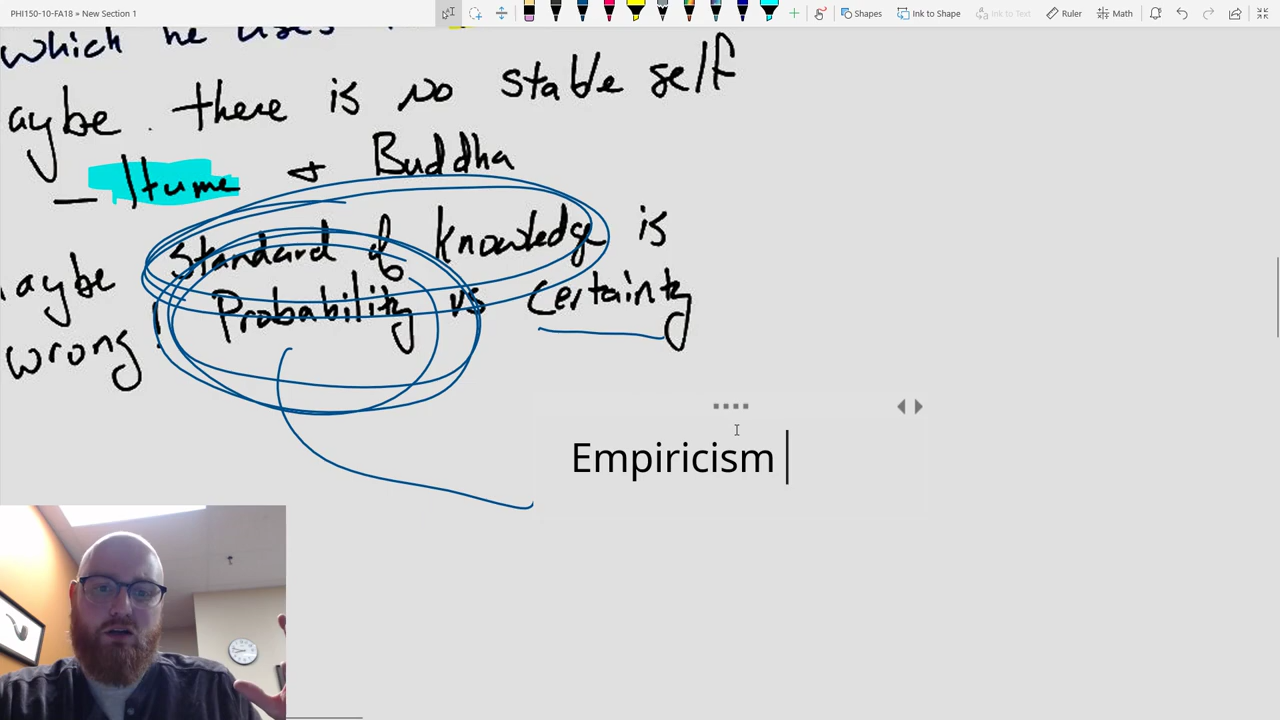 PHI150-10-FA18 » New Section 1
Shapes Ink to Shape Ink to Text Ruler Math
which he uses
aybe there is no stable self
— Hume + Buddha
aybe Standard of Knowledge is
wrong! Probability vs Certainty
Empiricism